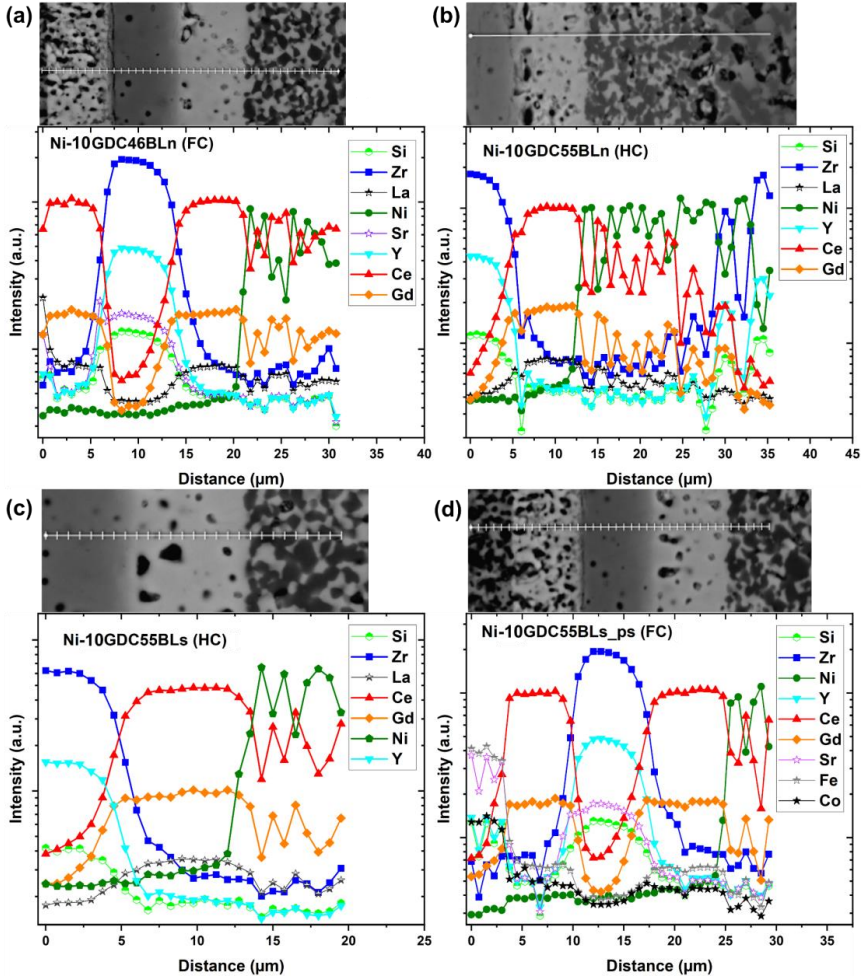 (a)
Ni-10GDC46BLn (FC)
Si
Zr
La
Ni
Sr
Y
Ce
Gd
Intensity (a.u.)
0 5 10 15 20 25 30 35 40
Distance (µm)
(b)
Ni-10GDC55BLn (HC)
Si
Zr
La
Ni
Y
Ce
Gd
Intensity (a.u.)
0 5 10 15 20 25 30 35 40 45
Distance (µm)
(c)
Ni-10GDC55BLs (HC)
Si
Zr
La
Ce
Gd
Ni
Y
Intensity (a.u.)
0 5 10 15 20 25
Distance (µm)
(d)
Ni-10GDC55BLs_ps (FC)
Si
Zr
Ni
Y
Ce
Gd
Sr
Fe
Co
Intensity (a.u.)
0 5 10 15 20 25 30 35
Distance (µm)